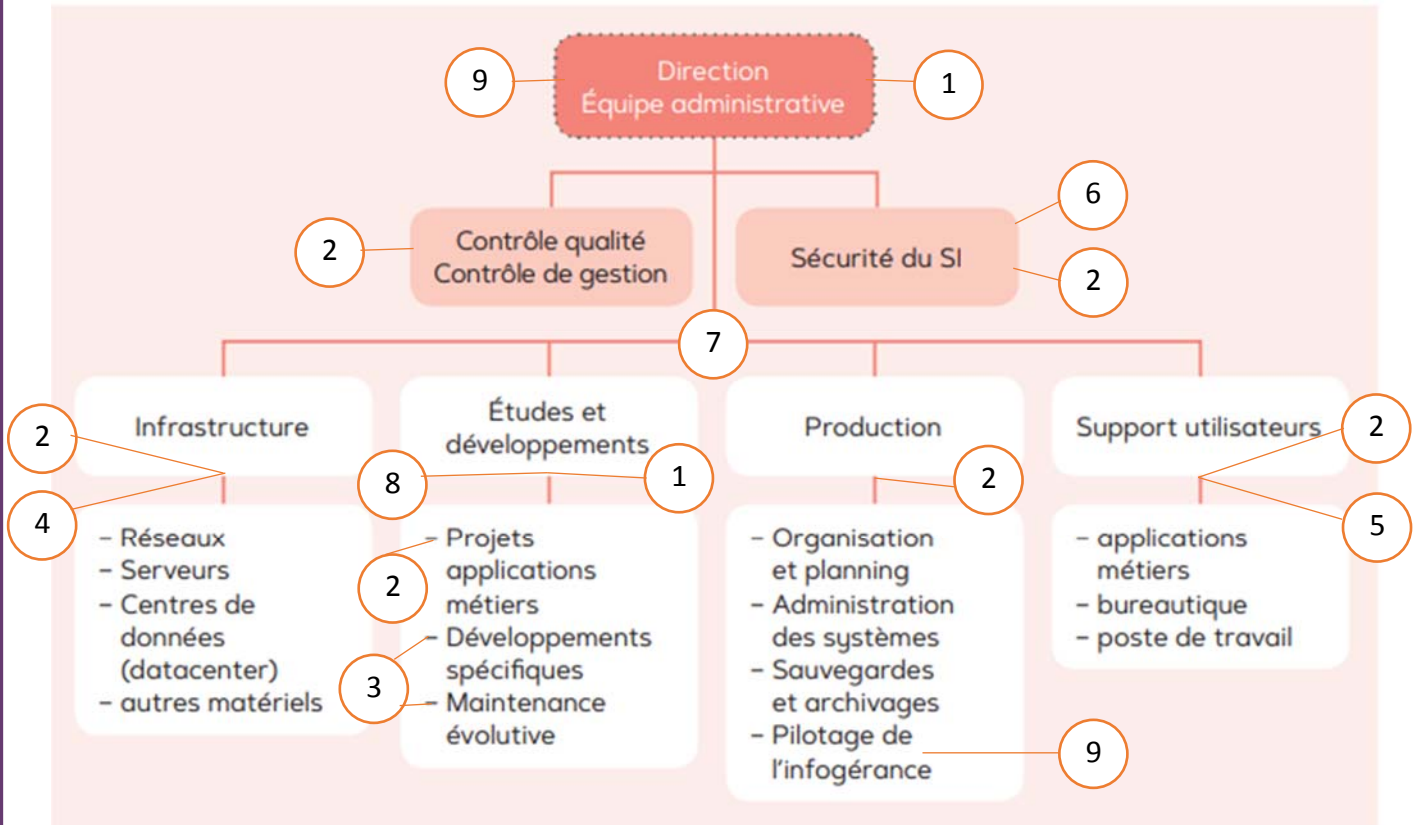 9
Direction
Équipe administrative
1
6
2
Contrôle qualité
Contrôle de gestion
Sécurité du SI
2
7
2
Infrastructure
4
– Réseaux
– Serveurs
– Centres de
données
(datacenter)
– autres matériels
Études et
développements
8
1
– Projets
applications
métiers
2
– Développements
spécifiques
3
– Maintenance
évolutive
Production
2
– Organisation
et planning
– Administration
des systèmes
– Sauvegardes
et archivages
– Pilotage de
l'infogérance
9
Support utilisateurs
2
5
– applications
métiers
– bureautique
– poste de travail